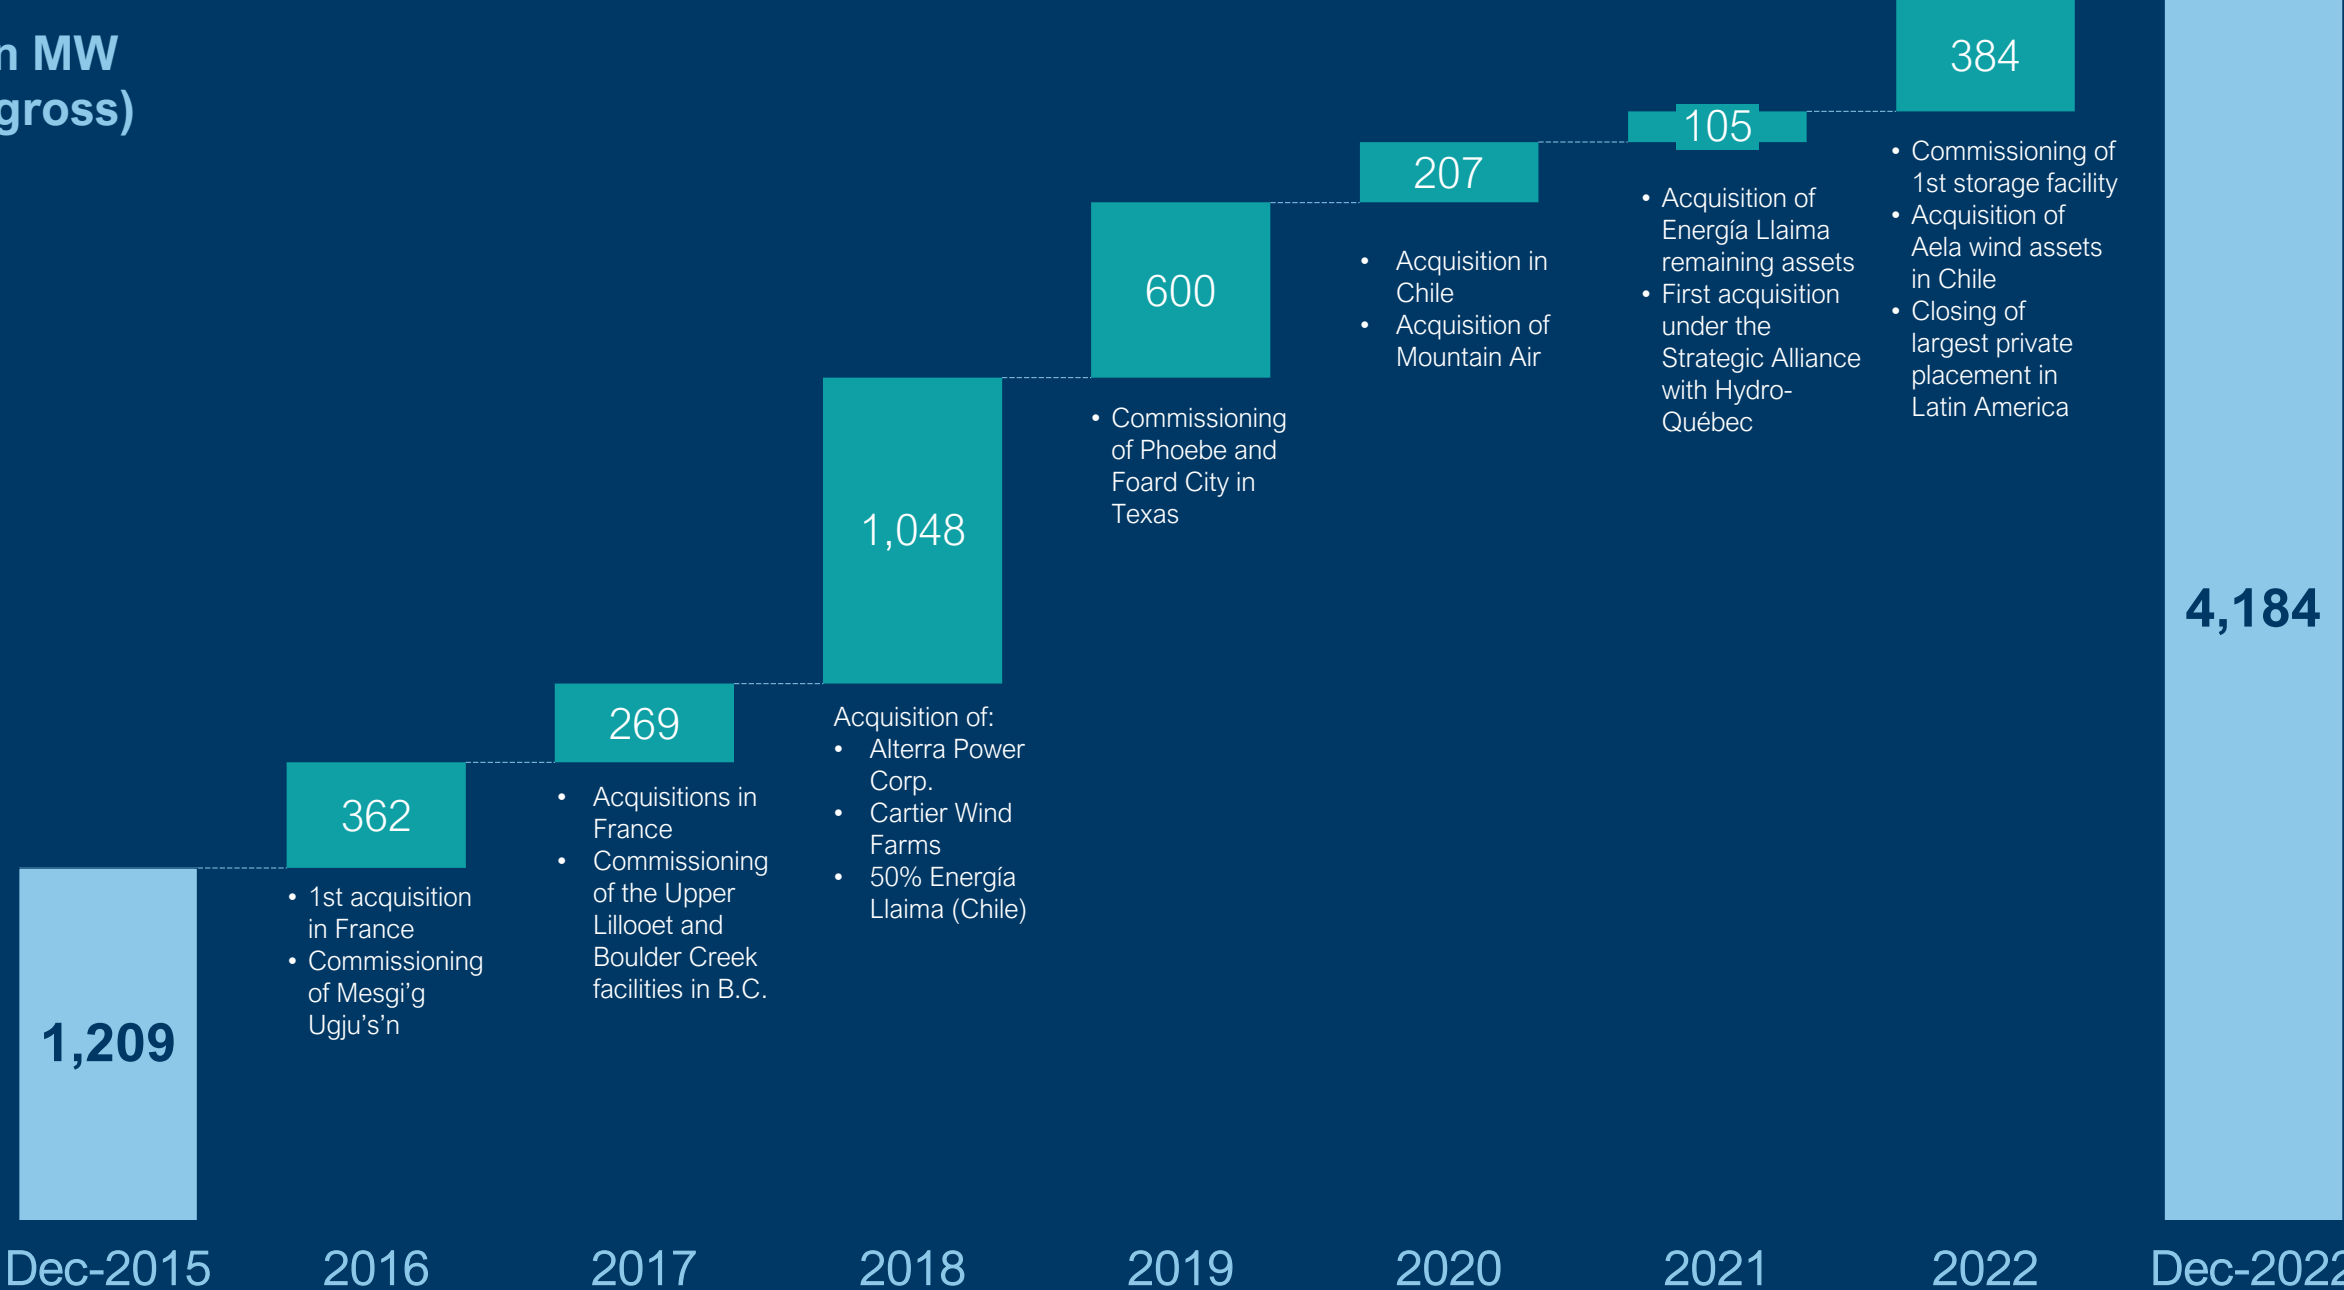 n MW
gross)
384
105
207
600
1,048
269
362
1,209
4,184
• 1st acquisition
in France
• Commissioning
of Mesgi’g
Ugju’s’n
• Acquisitions in
France
• Commissioning
of the Upper
Lillooet and
Boulder Creek
facilities in B.C.
Acquisition of:
• Alterra Power
Corp.
• Cartier Wind
Farms
• 50% Energía
Llaima (Chile)
• Commissioning
of Phoebe and
Foard City in
Texas
• Acquisition in
Chile
• Acquisition of
Mountain Air
• Acquisition of
Energía Llaima
remaining assets
• First acquisition
under the
Strategic Alliance
with Hydro-
Québec
• Commissioning of
1st storage facility
• Acquisition of
Aela wind assets
in Chile
• Closing of
largest private
placement in
Latin America
Dec-2015
2016
2017
2018
2019
2020
2021
2022
Dec-2022